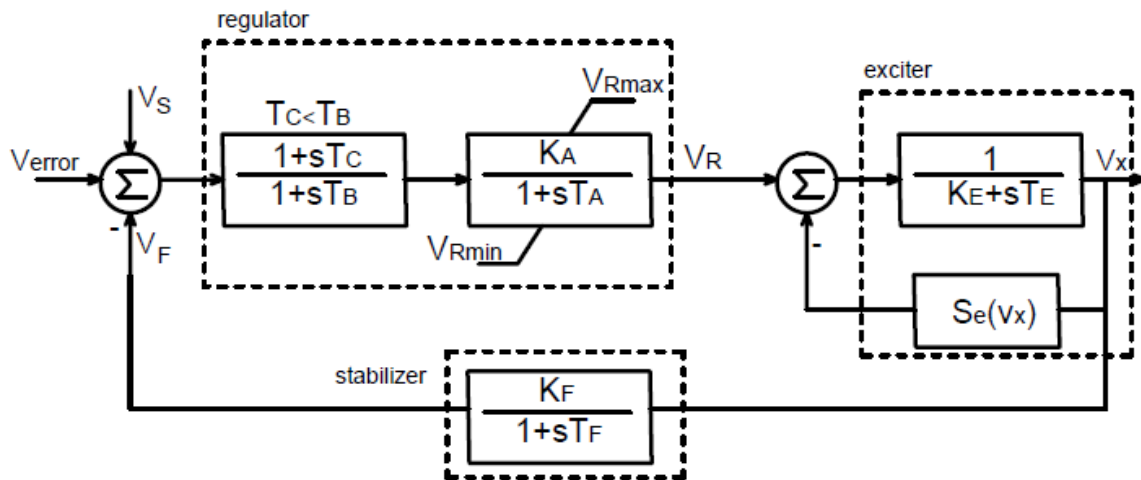 regulator
exciter
VS
TC<TB
VRmax
Verror
Σ
1+sTC
1+sTB
KA
1+sTA
VR
Σ
1
KE+sTE
Vx
-
VF
VRmin
-
Se(vx)
stabilizer
KF
1+sTF